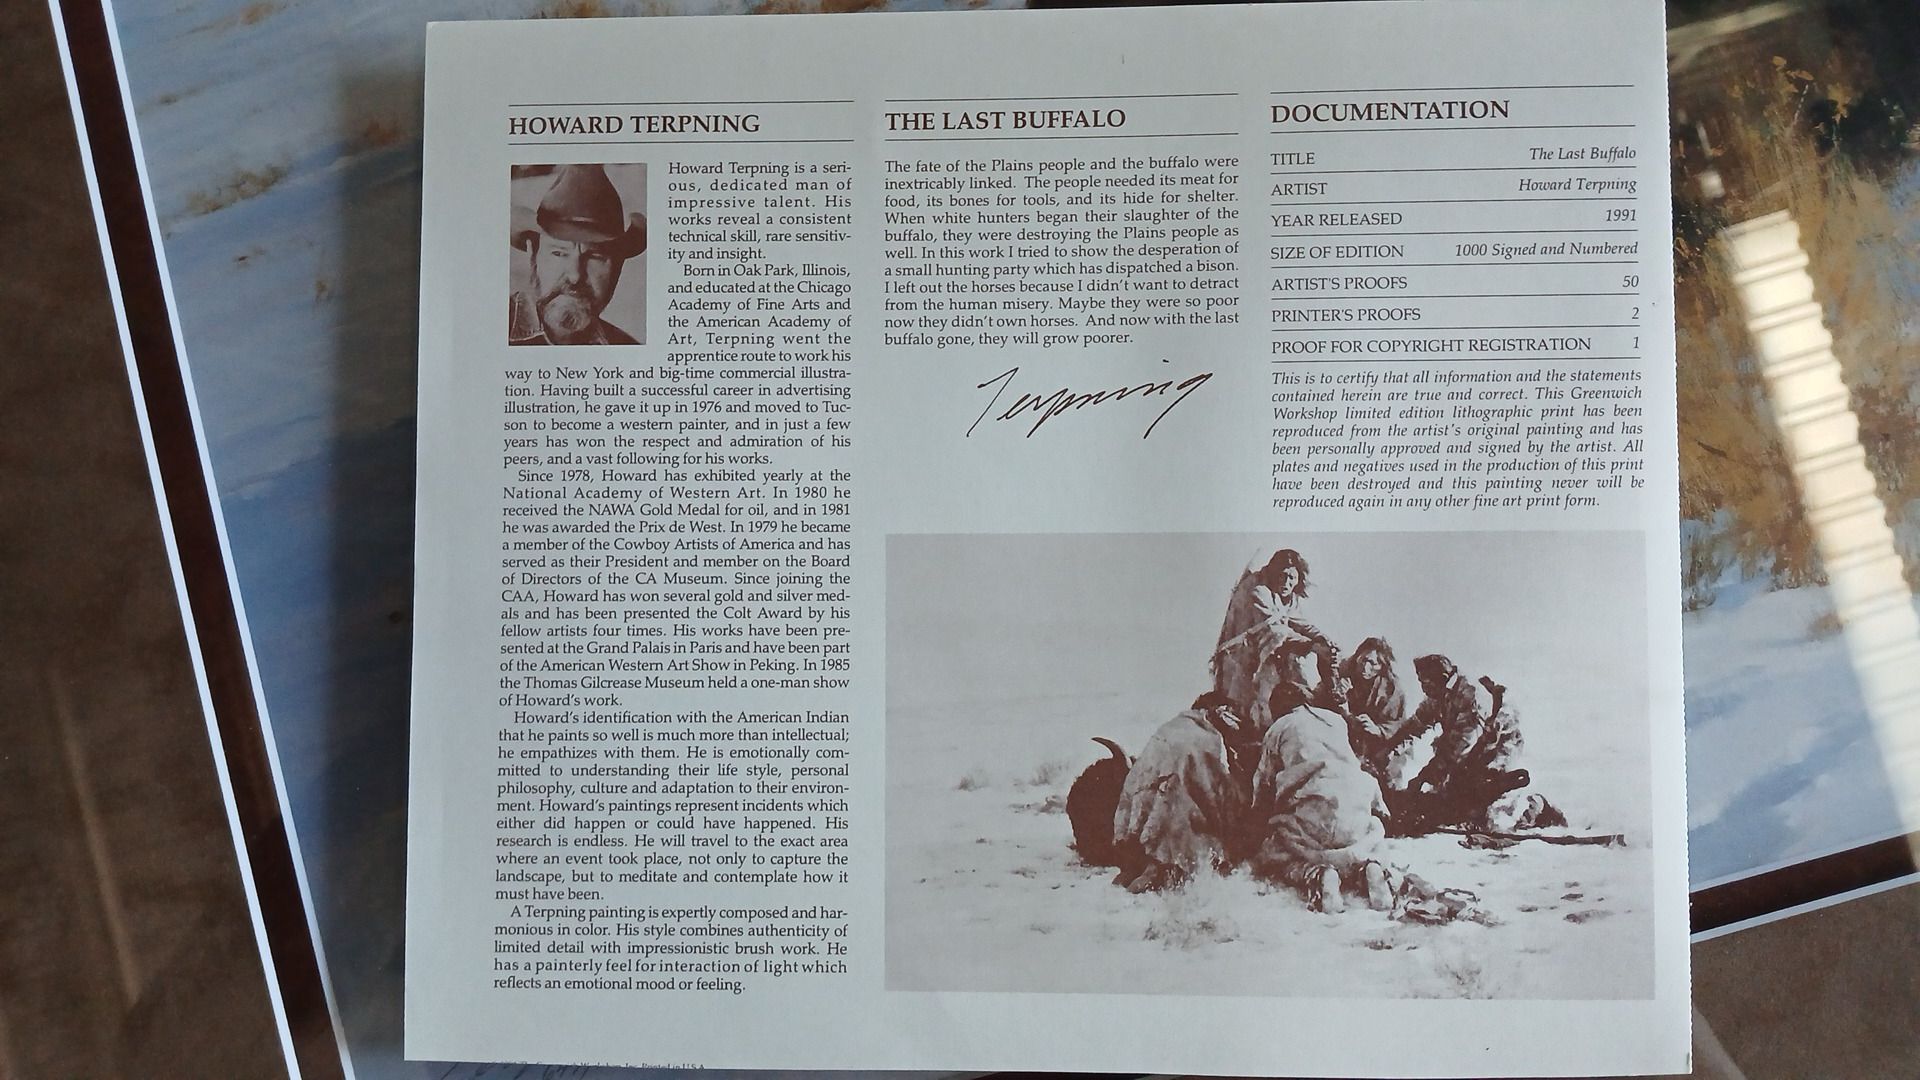 HOWARD TERPNING
Howard Terpning is a seri-
ous, dedicated man of
impressive talent. His
works reveal a consistent
technical skill, rare sensitiv-
ity and insight.
Born in Oak Park, Illinois,
and educated at the Chicago
Academy of Fine Arts and
the American Academy of
Art, Terpning went the
apprentice route to work his
way to New York and big-time commercial illustra-
tion. Having built a successful career in advertising
illustration, he gave it up in 1976 and moved to Tuc-
son to become a western painter, and in just a few
years has won the respect and admiration of his
peers, and a vast following for his works.
Since 1978, Howard has exhibited yearly at the
National Academy of Western Art. In 1980 he
received the NAWA Gold Medal for oil, and in 1981
he was awarded the Prix de West. In 1979 he became
a member of the Cowboy Artists of America and has
served as their President and member on the Board
of Directors of the CA Museum. Since joining the
CAA, Howard has won several gold and silver med-
als and has been presented the Colt Award by his
fellow artists four times. His works have been pre-
sented at the Grand Palais in Paris and have been part
of the American Western Art Show in Peking. In 1985
the Thomas Gilcrease Museum held a one-man show
of Howard's work.
Howard's identification with the American Indian
that he paints so well is much more than intellectual;
he empathizes with them. He is emotionally com-
mitted to understanding their life style, personal
philosophy, culture and adaptation to their environ-
ment. Howard's paintings represent incidents which
either did happen or could have happened. His
research is endless. He will travel to the exact area
where an event took place, not only to capture the
landscape, but to meditate and contemplate how it
must have been.
A Terpning painting is expertly composed and har-
monious in color. His style combines authenticity of
limited detail with impressionistic brush work. He
has a painterly feel for interaction of light which
reflects an emotional mood or feeling.
THE LAST BUFFALO
The fate of the Plains people and the buffalo were
inextricably linked. The people needed its meat for
food, its bones for tools, and its hide for shelter.
When white hunters began their slaughter of the
buffalo, they were destroying the Plains people as
well. In this work I tried to show the desperation of
a small hunting party which has dispatched a bison.
I left out the horses because I didn't want to detract
from the human misery. Maybe they were so poor
now they didn't own horses. And now with the last
buffalo gone, they will grow poorer.
Terpning
DOCUMENTATION
TITLE The Last Buffalo
ARTIST Howard Terpning
YEAR RELEASED 1991
SIZE OF EDITION 1000 Signed and Numbered
ARTIST'S PROOFS 50
PRINTER'S PROOFS 2
PROOF FOR COPYRIGHT REGISTRATION 1
This is to certify that all information and the statements
contained herein are true and correct. This Greenwich
Workshop limited edition lithographic print has been
reproduced from the artist's original painting and has
been personally approved and signed by the artist. All
plates and negatives used in the production of this print
have been destroyed and this painting never will be
reproduced again in any other fine art print form.
Printed in U.S.A.